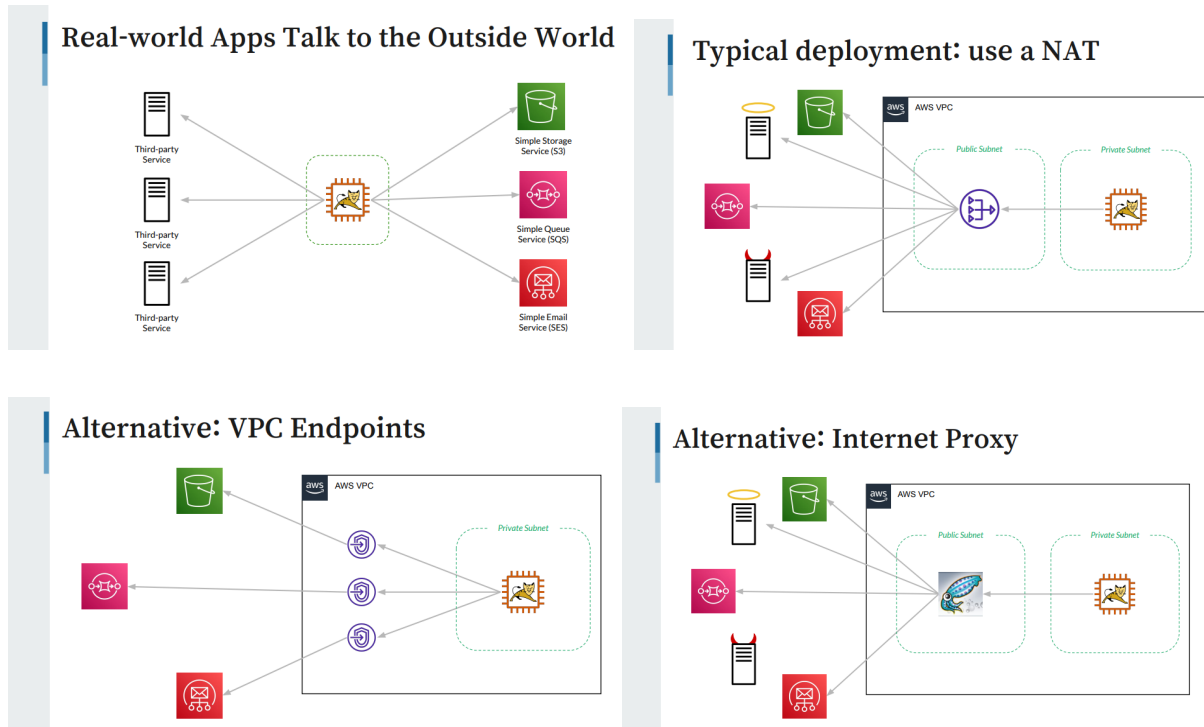 Real-world Apps Talk to the Outside World
Third-party
Service
Third-party
Service
Third-party
Service
Simple Storage
Service (S3)
Simple Queue
Service (SQS)
Simple Email
Service (SES)
Typical deployment: use a NAT
aws
AWS VPC
Public Subnet
Private Subnet
Alternative: VPC Endpoints
aws
AWS VPC
Private Subnet
Alternative: Internet Proxy
aws
AWS VPC
Public Subnet
Private Subnet